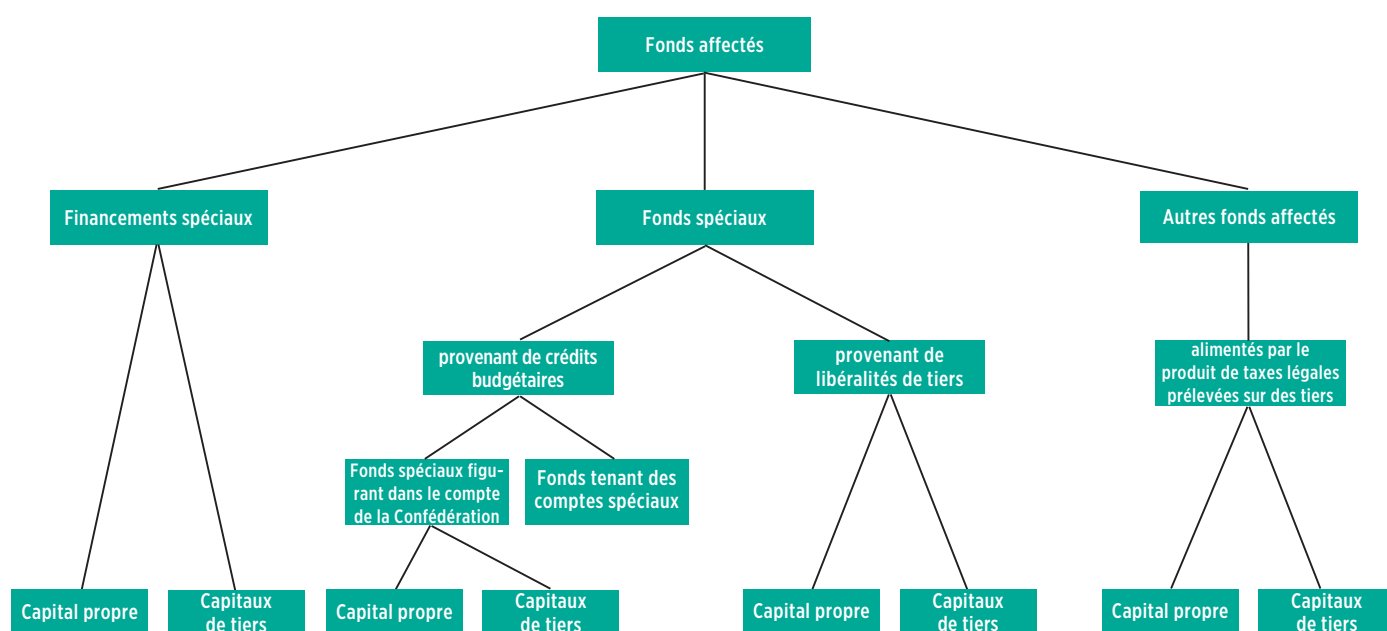 Fonds affectés
Financements spéciaux
Fonds spéciaux
Autres fonds affectés
provenant de crédits
budgétaires
provenant de
libéralités de tiers
alimentés par le
produit de taxes légales
prélevées sur des tiers
Fonds spéciaux figu-
rant dans le compte
de la Confédération
Fonds tenant des
comptes spéciaux
Capital propre
Capitaux
de tiers
Capital propre
Capitaux
de tiers
Capital propre
Capitaux
de tiers
Capital propre
Capitaux
de tiers